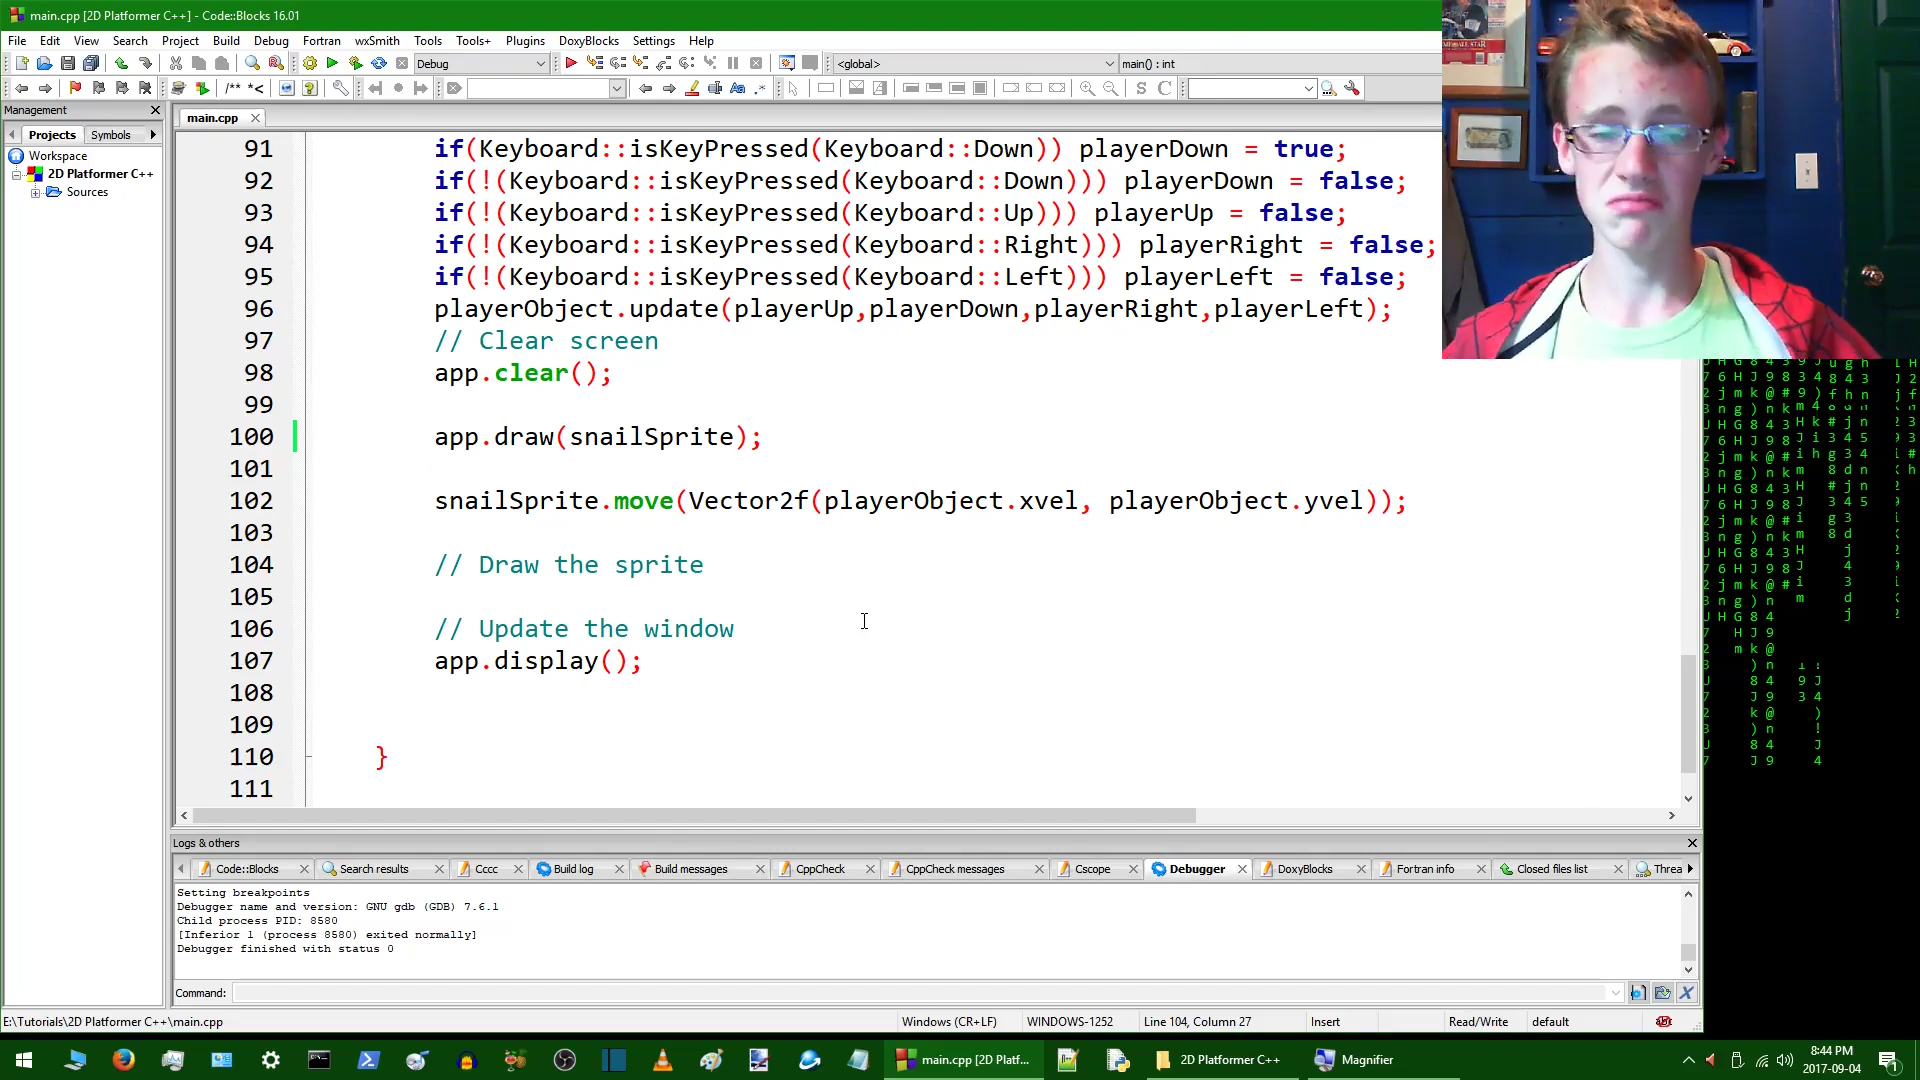 main.cpp [2D Platformer C++] - Code::Blocks 16.01
File Edit View Search Project Build Debug Fortran wxSmith Tools Tools+ Plugins DoxyBlocks Settings Help
Debug <global> main() : int
/** *<
Management
main.cpp
Projects Symbols
Workspace
2D Platformer C++
Sources
91 if(Keyboard::isKeyPressed(Keyboard::Down)) playerDown = true;
92 if(!(Keyboard::isKeyPressed(Keyboard::Down))) playerDown = false;
93 if(!(Keyboard::isKeyPressed(Keyboard::Up))) playerUp = false;
94 if(!(Keyboard::isKeyPressed(Keyboard::Right))) playerRight = false;
95 if(!(Keyboard::isKeyPressed(Keyboard::Left))) playerLeft = false;
96 playerObject.update(playerUp,playerDown,playerRight,playerLeft);
97 // Clear screen
98 app.clear();
99
100 app.draw(snailSprite);
101
102 snailSprite.move(Vector2f(playerObject.xvel, playerObject.yvel));
103
104 // Draw the sprite
105
106 // Update the window
107 app.display();
108
109
110 }
111
Logs & others
Code::Blocks Search results Cccc Build log Build messages CppCheck CppCheck messages Cscope Debugger DoxyBlocks Fortran info Closed files list Threa
Setting breakpoints
Debugger name and version: GNU gdb (GDB) 7.6.1
Child process PID: 8580
[Inferior 1 (process 8580) exited normally]
Debugger finished with status 0
Command:
E:\Tutorials\2D Platformer C++\main.cpp Windows (CR+LF) WINDOWS-1252 Line 104, Column 27 Insert Read/Write default
main.cpp [2D Platf... 2D Platformer C++ Magnifier
8:44 PM
2017-09-04